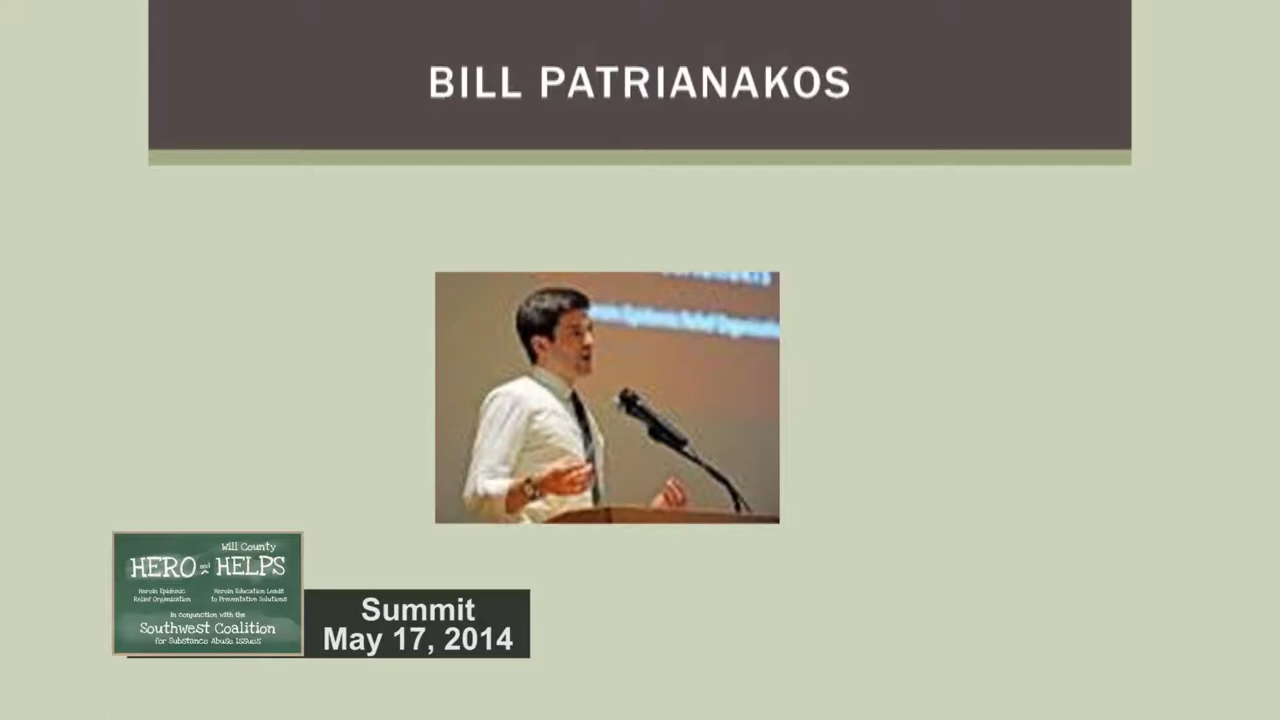 BILL PATRIANAKOS
Will County
HERO and HELPS
Heroin Epidemic
Relief Organization
Heroin Education Leads
to Preventative Solutions
In conjunction with the
Southwest Coalition
for Substance Abuse Issues
Summit
May 17, 2014